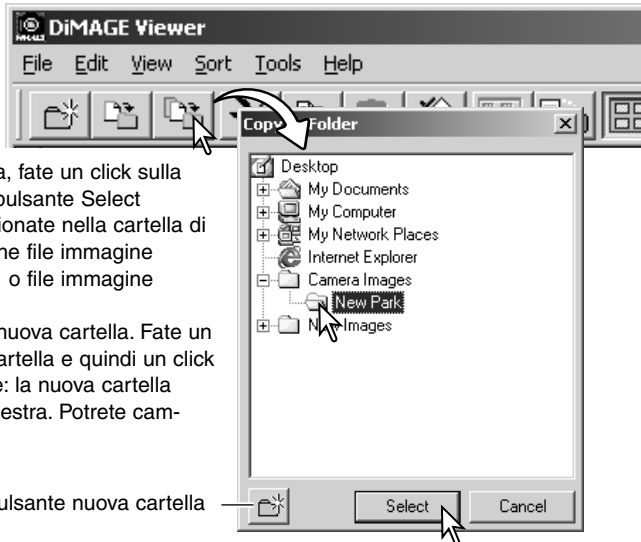 DiMAGE Viewer
File Edit View Sort Tools Help
Copy Folder
Desktop
My Documents
My Computer
My Network Places
Internet Explorer
Camera Images
New Park
Images
Select Cancel
a, fate un click sulla
pulsante Select
ionate nella cartella di
ne file immagine
o file immagine
nuova cartella. Fate un
artella e quindi un click
e: la nuova cartella
estra. Potrete cam-
ulsante nuova cartella